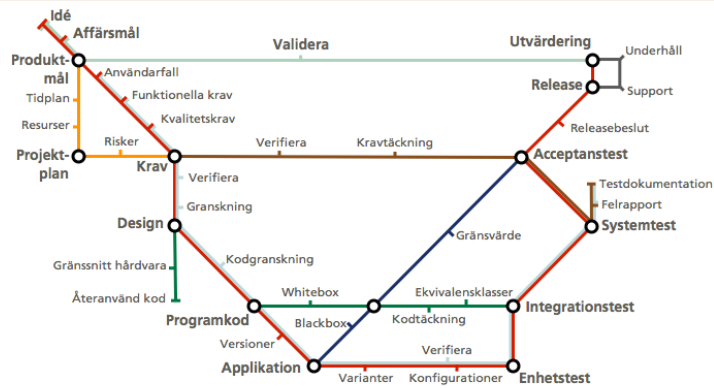 Idé
Affärsmål
Validera
Utvärdering
Underhåll
Produkt-
mål
Användarfall
Release
Support
Tidplan
Funktionella krav
Resurser
Kvalitetskrav
Releasebeslut
Risker
Verifiera
Kravtäckning
Projekt-
plan
Krav
Acceptanstest
Verifiera
Testdokumentation
Granskning
Felrapport
Design
Systemtest
Gränsvärde
Gränssnitt hårdvara
Kodgranskning
Återanvänd kod
Whitebox
Ekvivalensklasser
Programkod
Blackbox
Kodtäckning
Integrationstest
Versioner
Verifiera
Applikation
Varianter
Konfigurationer
Enhetstest